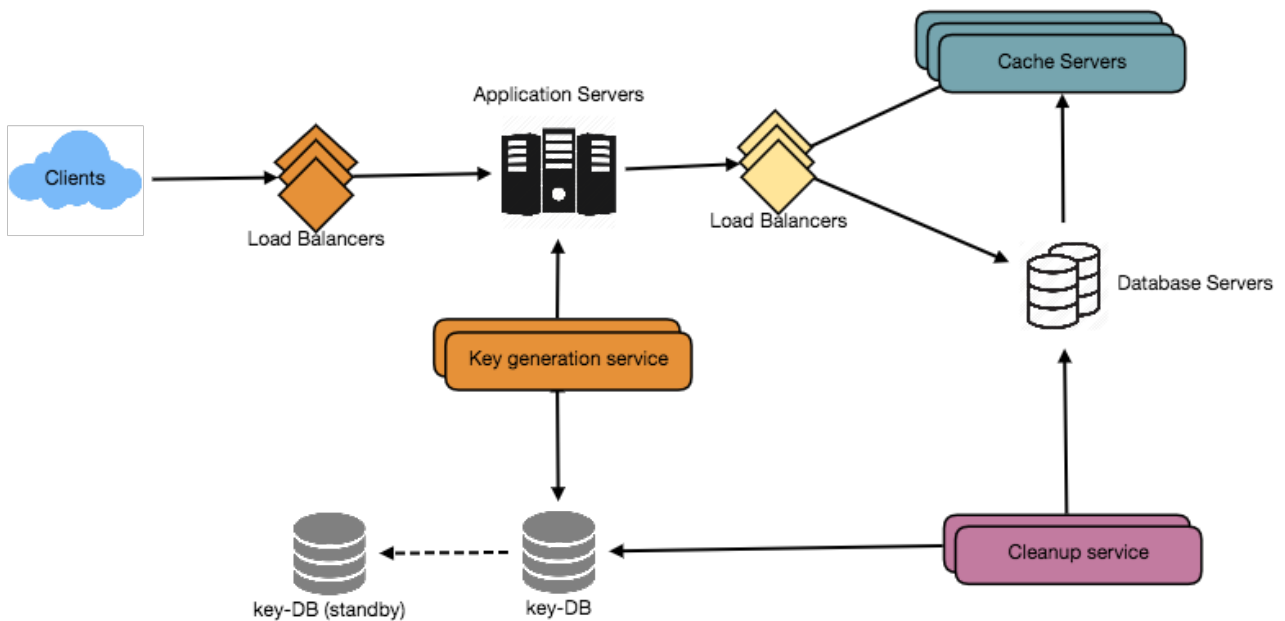 Cache Servers
Application Servers
Clients
Load Balancers
Load Balancers
Database Servers
Key generation service
Cleanup service
key-DB (standby)
key-DB